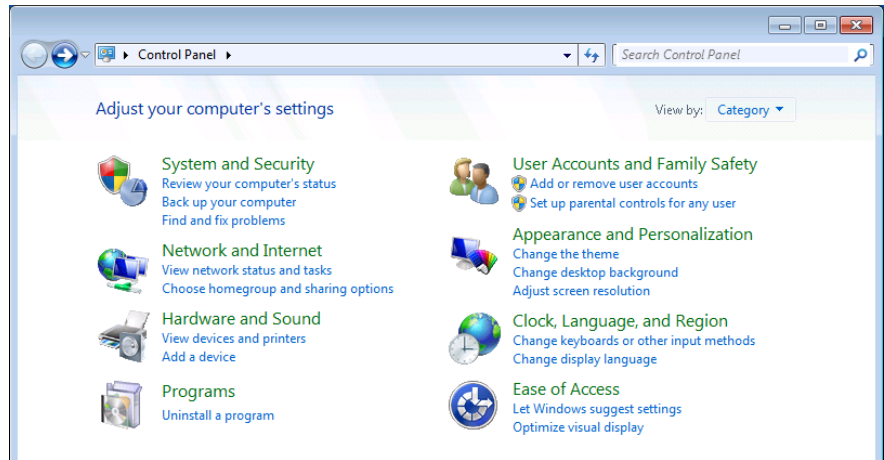 Control Panel
Search Control Panel
Adjust your computer's settings
View by: Category
System and Security
Review your computer's status
Back up your computer
Find and fix problems
Network and Internet
View network status and tasks
Choose homegroup and sharing options
Hardware and Sound
View devices and printers
Add a device
Programs
Uninstall a program
User Accounts and Family Safety
Add or remove user accounts
Set up parental controls for any user
Appearance and Personalization
Change the theme
Change desktop background
Adjust screen resolution
Clock, Language, and Region
Change keyboards or other input methods
Change display language
Ease of Access
Let Windows suggest settings
Optimize visual display